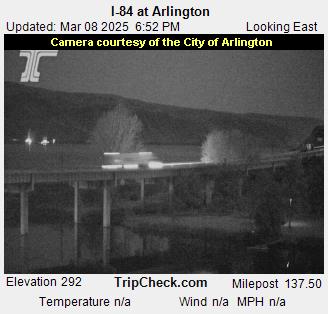 I-84 at Arlington
Updated: Mar 08 2025 6:52 PM Looking East
Camera courtesy of the City of Arlington
Elevation 292 TripCheck.com Milepost 137.50
Temperature n/a Wind n/a MPH n/a